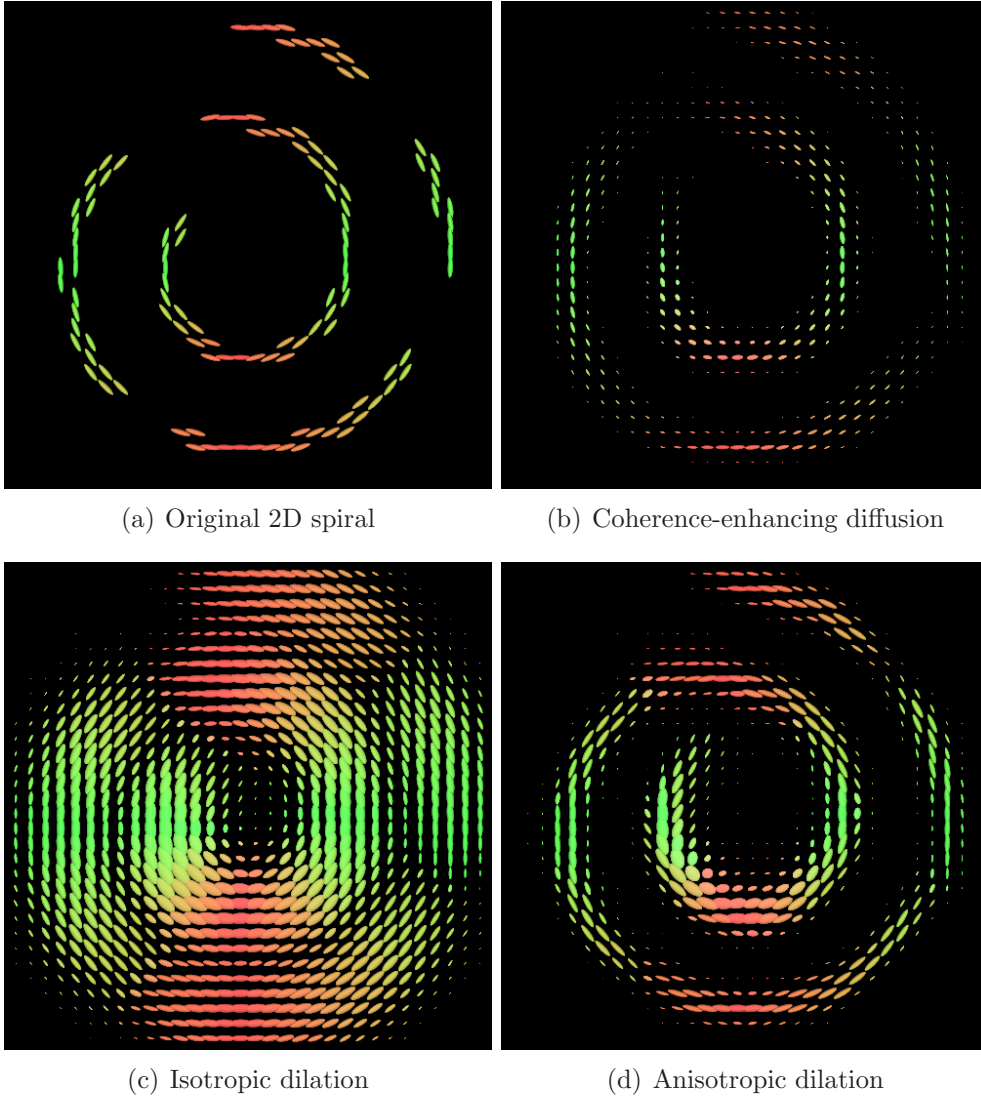 (a) Original 2D spiral
(b) Coherence-enhancing diffusion
(c) Isotropic dilation
(d) Anisotropic dilation